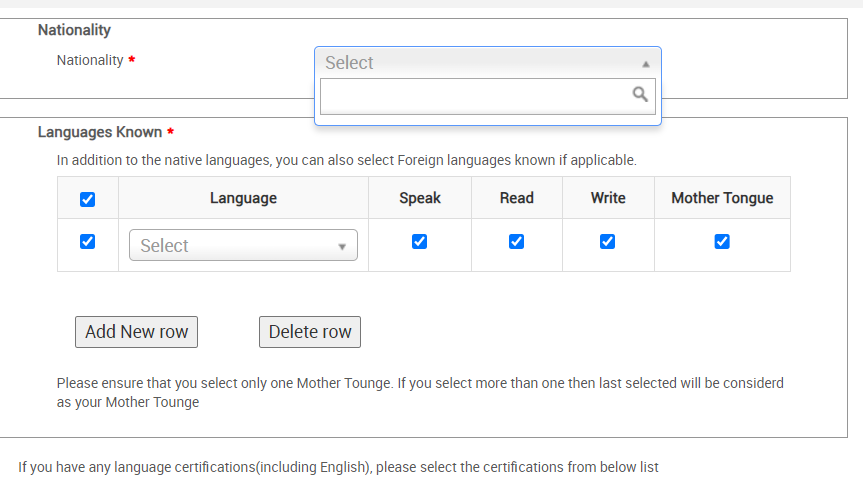 Nationality
Nationality *
Select
Languages Known *
In addition to the native languages, you can also select Foreign languages known if applicable.
Language Speak Read Write Mother Tongue
Select
Add New row Delete row
Please ensure that you select only one Mother Tounge. If you select more than one then last selected will be considerd
as your Mother Tounge
If you have any language certifications(including English), please select the certifications from below list